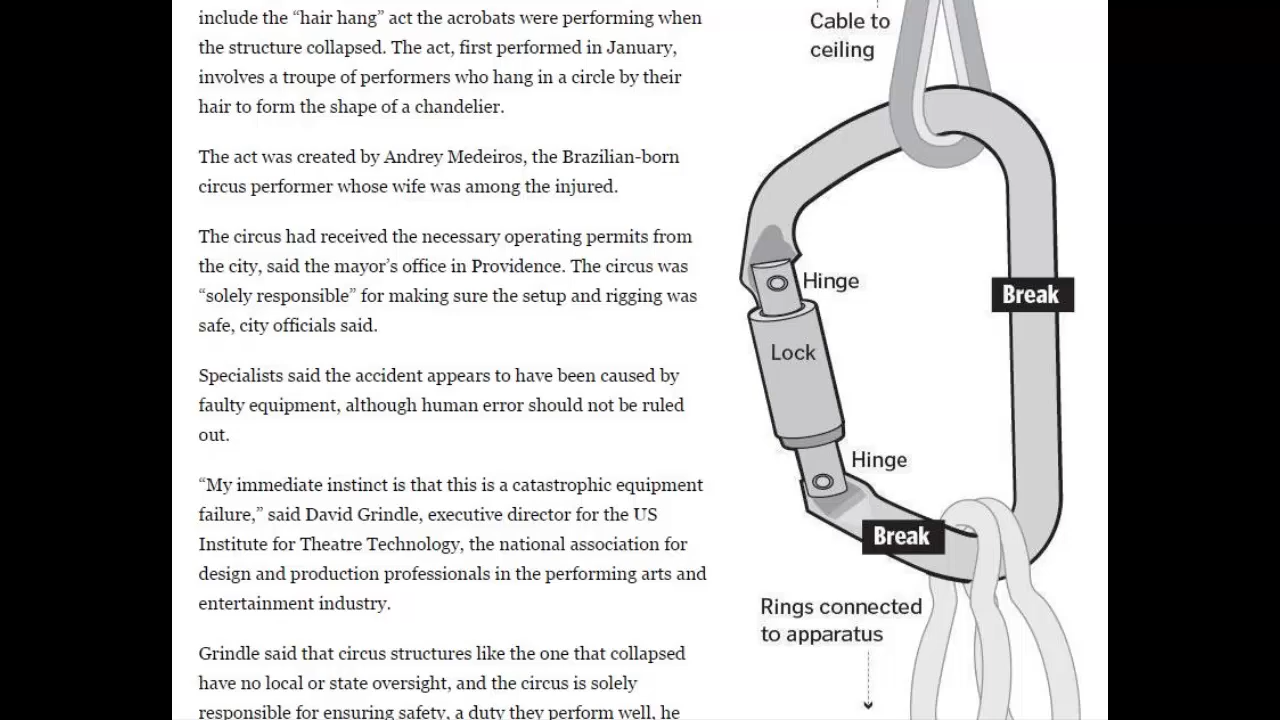 include the “hair hang” act the acrobats were performing when
the structure collapsed. The act, first performed in January,
involves a troupe of performers who hang in a circle by their
hair to form the shape of a chandelier.
The act was created by Andrey Medeiros, the Brazilian-born
circus performer whose wife was among the injured.
The circus had received the necessary operating permits from
the city, said the mayor’s office in Providence. The circus was
“solely responsible” for making sure the setup and rigging was
safe, city officials said.
Specialists said the accident appears to have been caused by
faulty equipment, although human error should not be ruled
out.
“My immediate instinct is that this is a catastrophic equipment
failure,” said David Grindle, executive director for the US
Institute for Theatre Technology, the national association for
design and production professionals in the performing arts and
entertainment industry.
Grindle said that circus structures like the one that collapsed
have no local or state oversight, and the circus is solely
responsible for ensuring safety, a duty they perform well, he
Cable to
ceiling
Hinge
Break
Lock
Hinge
Break
Rings connected
to apparatus